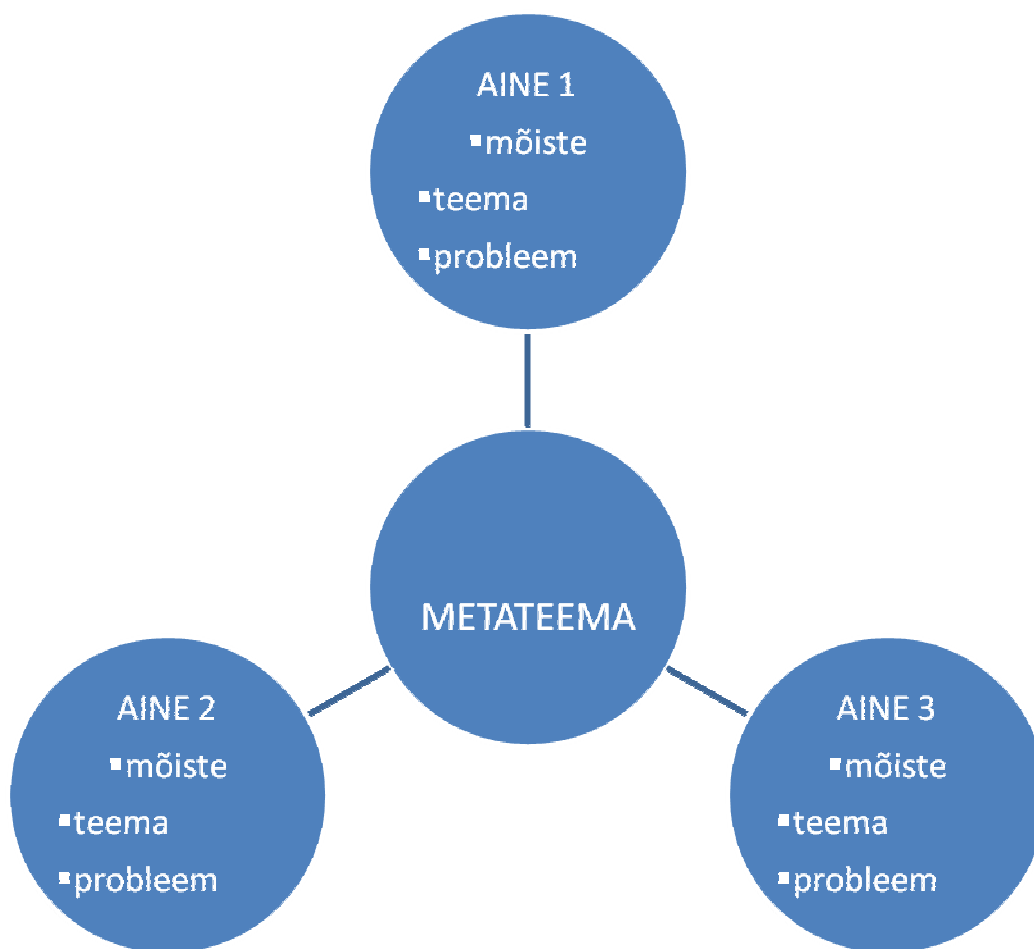 AINE 1
▪mõiste
▪teema
▪probleem
METATEEMA
AINE 2
▪mõiste
▪teema
▪probleem
AINE 3
▪mõiste
▪teema
▪probleem